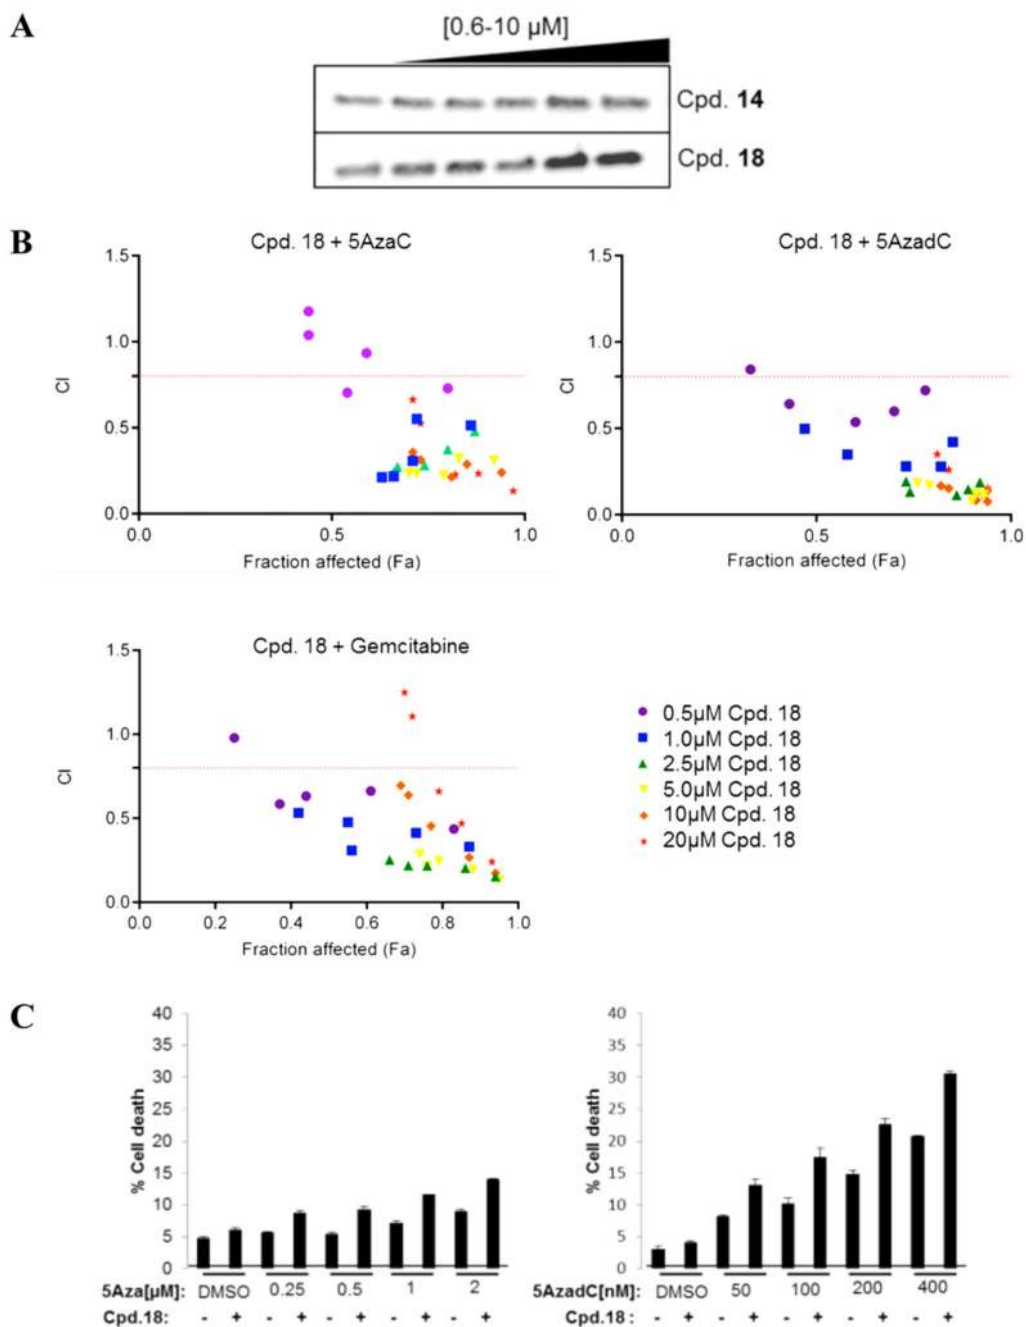 A
[0.6-10 µM]
Cpd. 14
Cpd. 18
B
Cpd. 18 + 5AzaC
1.5
1.0
0.5
0.0
CI
0.0 0.5 1.0
Fraction affected (Fa)
Cpd. 18 + 5AzadC
1.5
1.0
0.5
0.0
CI
0.0 0.5 1.0
Fraction affected (Fa)
Cpd. 18 + Gemcitabine
1.5
1.0
0.5
0.0
CI
0.0 0.2 0.4 0.6 0.8 1.0
Fraction affected (Fa)
0.5µM Cpd. 18
1.0µM Cpd. 18
2.5µM Cpd. 18
5.0µM Cpd. 18
10µM Cpd. 18
20µM Cpd. 18
C
40
35
30
25
20
15
10
5
0
% Cell death
5Aza[µM]: DMSO 0.25 0.5 1 2
Cpd.18: - + - + - + - + - +
40
35
30
25
20
15
10
5
0
% Cell death
5AzadC[nM]: DMSO 50 100 200 400
Cpd.18 : - + - + - + - + - +